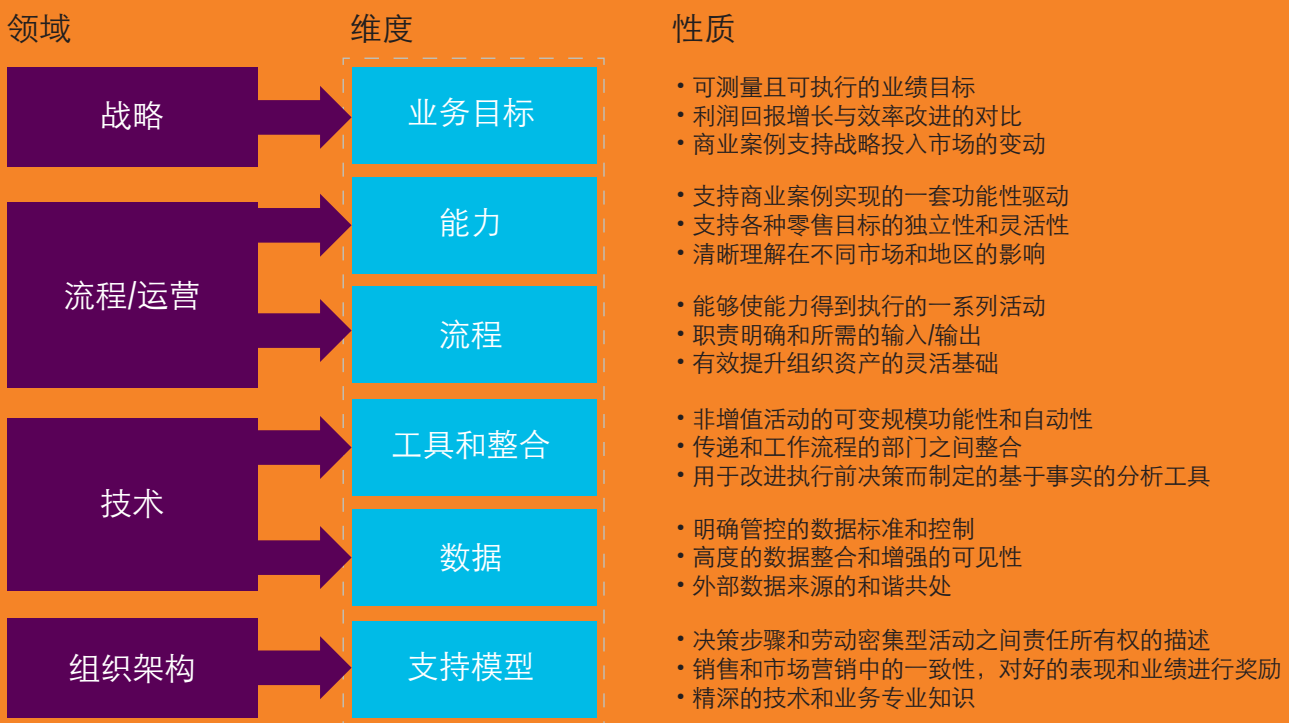 领域
维度
性质
战略
业务目标
• 可测量且可执行的业绩目标
• 利润回报增长与效率改进的对比
• 商业案例支持战略投入市场的变动
流程/运营
能力
• 支持商业案例实现的一套功能性驱动
• 支持各种零售目标的独立性和灵活性
• 清晰理解在不同市场和地区的影响
流程
• 能够使能力得到执行的一系列活动
• 职责明确和所需的输入/输出
• 有效提升组织资产的灵活基础
技术
工具和整合
• 非增值活动的可变规模功能性和自动性
• 传递和工作流程的部门之间整合
• 用于改进执行前决策而制定的基于事实的分析工具
数据
• 明确管控的数据标准和控制
• 高度的数据整合和增强的可见性
• 外部数据来源的和谐共处
组织架构
支持模型
• 决策步骤和劳动密集型活动之间责任所有权的描述
• 销售和市场营销中的一致性，对好的表现和业绩进行奖励
• 精深的技术和业务专业知识